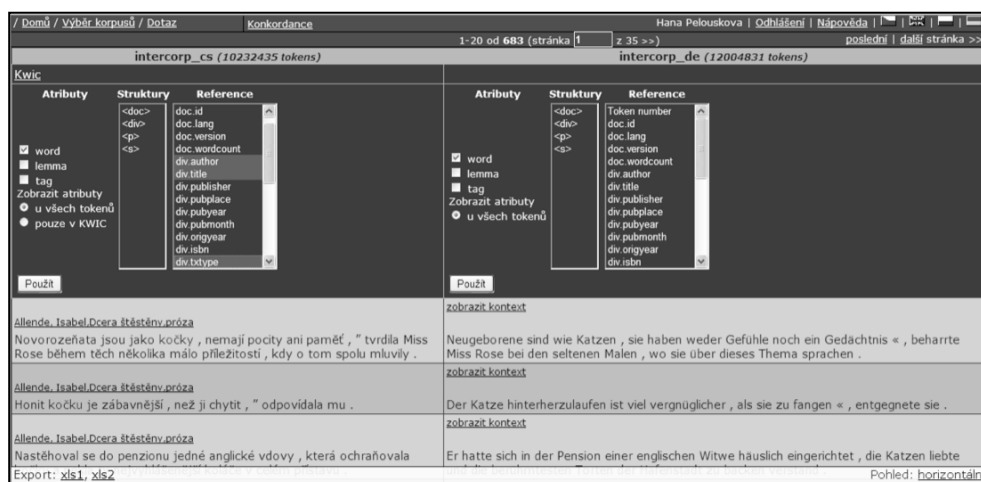 / Domů / Výběr korpusů / Dotaz
Konkordance
Hana Pelouskova | Odhlášení | Nápověda |
1-20 od 683 (stránka 1 z 35 >>)
poslední | další stránka >>
intercorp_cs (10232435 tokens)
intercorp_de (12004831 tokens)
Kwic
Atributy Struktury Reference
<doc>
<div>
<p>
<s>
doc.id
doc.lang
doc.version
doc.wordcount
div.author
div.title
div.publisher
div.pubplace
div.pubyear
div.pubmonth
div.origyear
div.isbn
div.txtype
word
lemma
tag
Zobrazit atributy
u všech tokenů
pouze v KWIC
Použít
Atributy Struktury Reference
<doc>
<div>
<p>
<s>
Token number
doc.id
doc.lang
doc.version
doc.wordcount
div.author
div.title
div.publisher
div.pubplace
div.pubyear
div.pubmonth
div.origyear
div.isbn
word
lemma
tag
Zobrazit atributy
u všech tokenů
Použít
Allende, Isabel,Dcera štěstěny,próza
Novorozeňata jsou jako kočky , nemají pocity ani paměť , " tvrdila Miss
Rose během těch několika málo příležitostí , kdy o tom spolu mluvily .
zobrazit kontext
Neugeborene sind wie Katzen , sie haben weder Gefühle noch ein Gedächtnis « , beharrte
Miss Rose bei den seltenen Malen , wo sie über dieses Thema sprachen .
Allende, Isabel,Dcera štěstěny,próza
Honit kočku je zábavnější , než ji chytit , " odpovídala mu .
zobrazit kontext
Der Katze hinterherzulaufen ist viel vergnüglicher , als sie zu fangen « , entgegnete sie .
Allende, Isabel,Dcera štěstěny,próza
Nastěhoval se do penzionu jedné anglické vdovy , která ochraňovala
zobrazit kontext
Er hatte sich in der Pension einer englischen Witwe häuslich eingerichtet , die Katzen liebte
Export: xls1, xls2
Pohled: horizontáln